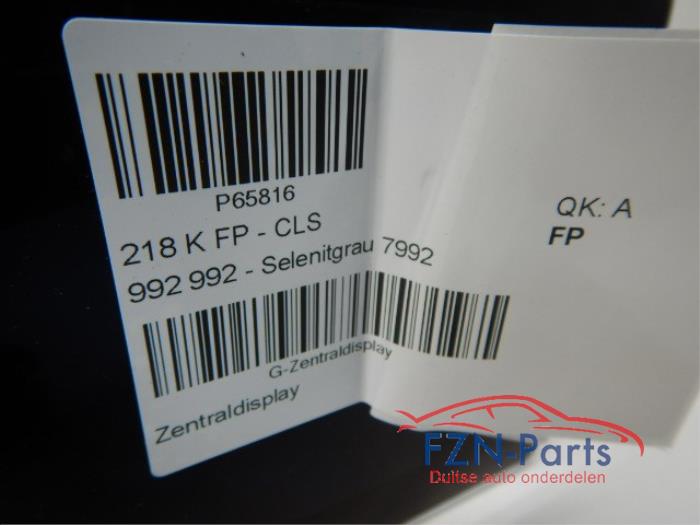 P65816
218 K FP - CLS
992 992 - Selenitgrau 7992
G-Zentraldisplay
Zentraldisplay
QK: A
FP
FZN-Parts
Duitse auto onderdelen